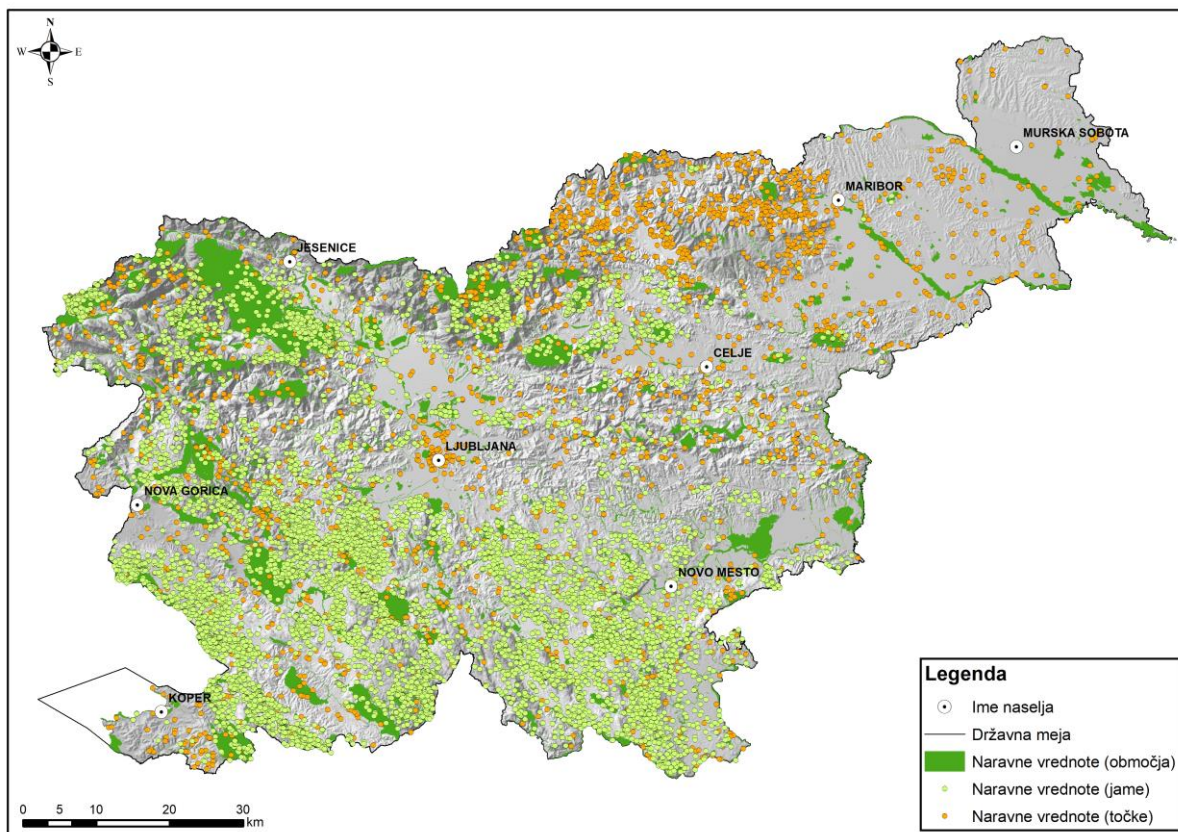 N
W E
S
MURSKA SOBOTA
MARIBOR
JESENICE
CELJE
LJUBLJANA
NOVA GORICA
NOVO MESTO
KOPER
Legenda
Ime naselja
Državna meja
Naravne vrednote (območja)
Naravne vrednote (jame)
Naravne vrednote (točke)
0 5 10 20 30
km